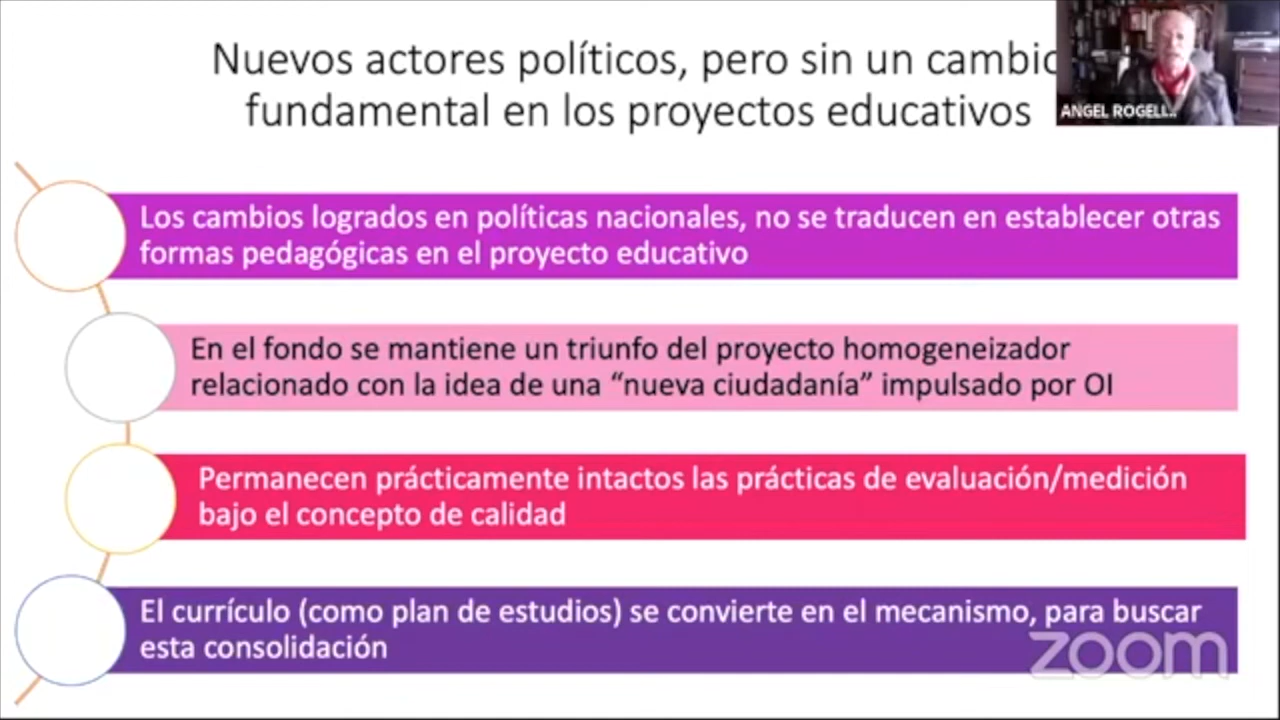 Nuevos actores políticos, pero sin un cambio
fundamental en los proyectos educativos
ANGEL ROGELL..
Los cambios logrados en políticas nacionales, no se traducen en establecer otras
formas pedagógicas en el proyecto educativo
En el fondo se mantiene un triunfo del proyecto homogeneizador
relacionado con la idea de una “nueva ciudadanía” impulsado por OI
Permanecen prácticamente intactos las prácticas de evaluación/medición
bajo el concepto de calidad
El currículo (como plan de estudios) se convierte en el mecanismo, para buscar
esta consolidación
zoom